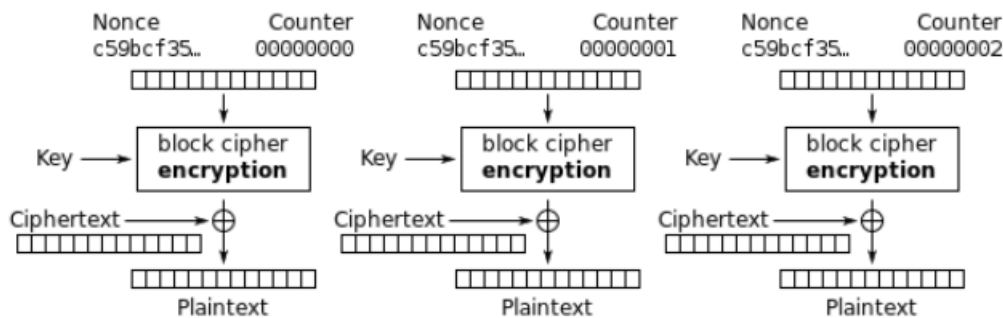 Nonce Counter Nonce Counter Nonce Counter
c59bcf35… 00000000 c59bcf35… 00000001 c59bcf35… 00000002
block cipher block cipher block cipher
Key encryption Key encryption Key encryption
Ciphertext Ciphertext Ciphertext
Plaintext Plaintext Plaintext